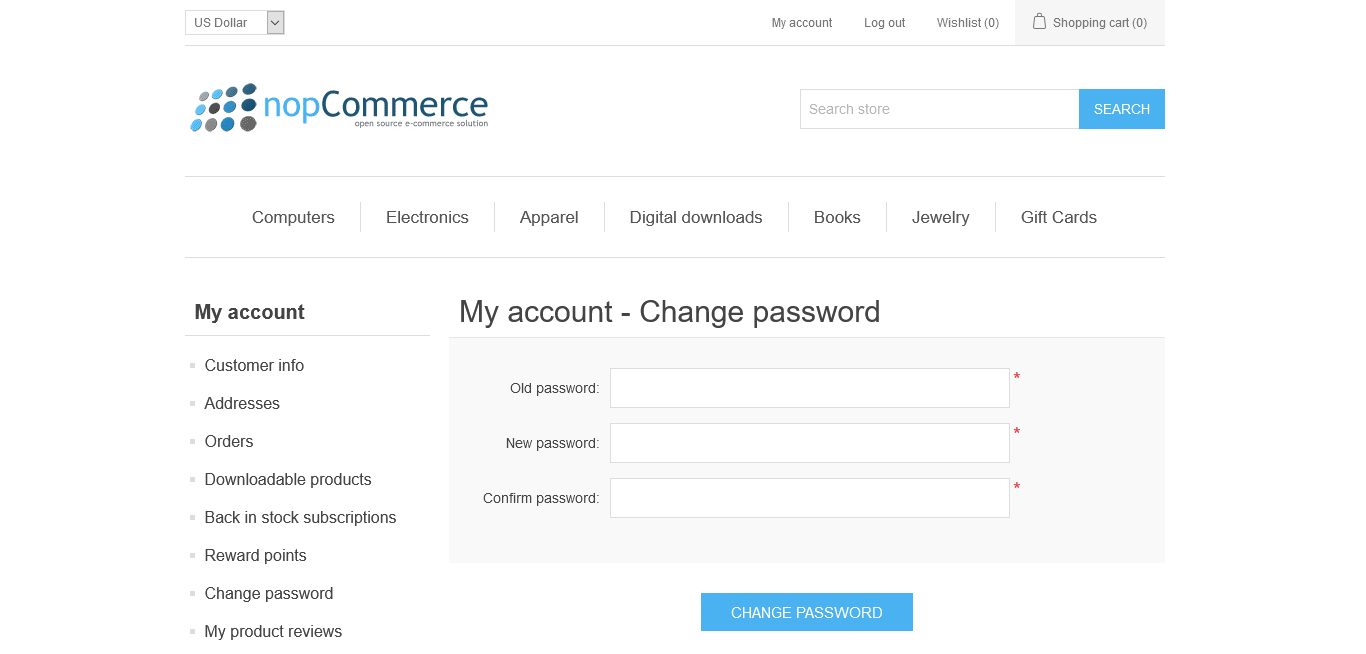 US Dollar
My account Log out Wishlist (0) Shopping cart (0)
nopCommerce
open source e-commerce solution
Search store SEARCH
Computers Electronics Apparel Digital downloads Books Jewelry Gift Cards
My account
Customer info
Addresses
Orders
Downloadable products
Back in stock subscriptions
Reward points
Change password
My product reviews
My account - Change password
Old password: *
New password: *
Confirm password: *
CHANGE PASSWORD